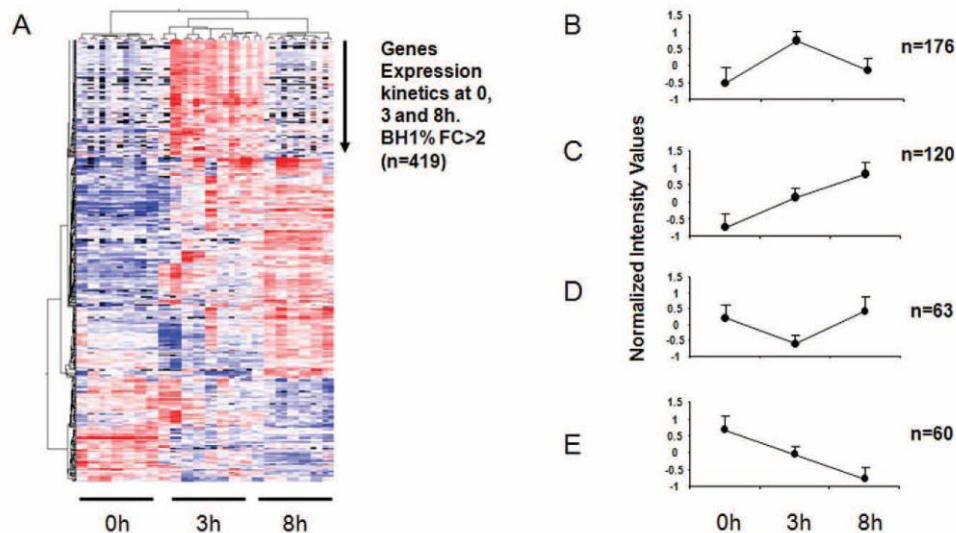 A
Genes
Expression
kinetics at 0,
3 and 8h.
BH1% FC>2
(n=419)
0h
3h
8h
Normalized Intensity Values
B
1.5
1
0.5
0
-0.5
-1
n=176
C
1.5
1
0.5
0
-0.5
-1
n=120
D
1.5
1
0.5
0
-0.5
-1
n=63
E
1.5
1
0.5
0
-0.5
-1
n=60
0h
3h
8h